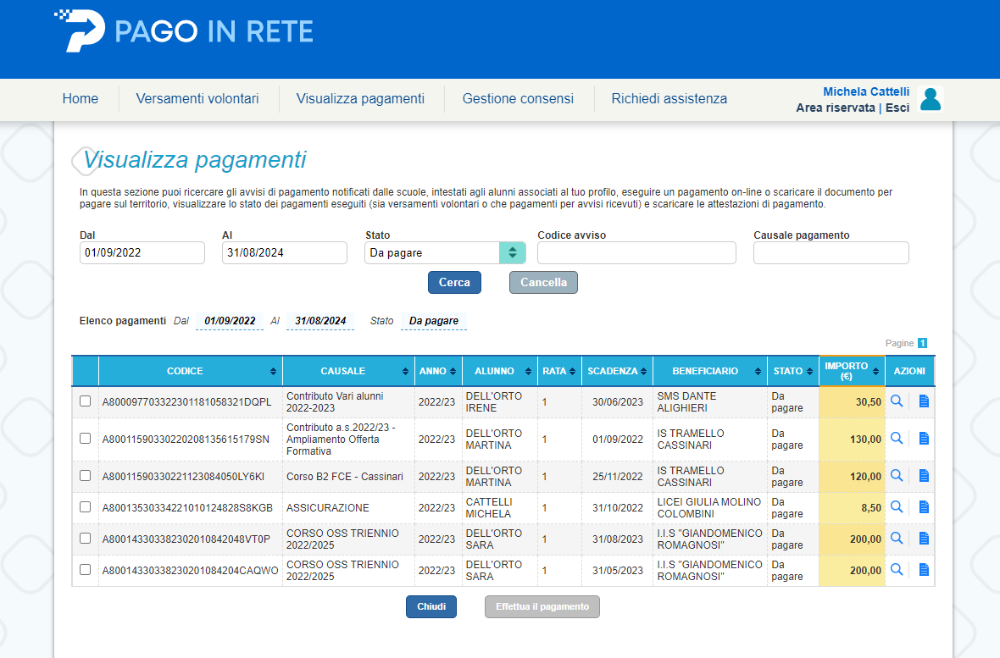 PAGO IN RETE
Home
Versamenti volontari
Visualizza pagamenti
Gestione consensi
Richiedi assistenza
Michela Cattelli
Area riservata | Esci
Visualizza pagamenti
In questa sezione puoi ricercare gli avvisi di pagamento notificati dalle scuole, intestati agli alunni associati al tuo profilo, eseguire un pagamento on-line o scaricare il documento per
pagare sul territorio, visualizzare lo stato dei pagamenti eseguiti (sia versamenti volontari o che pagamenti per avvisi ricevuti) e scaricare le attestazioni di pagamento.
Dal Al Stato Codice avviso Causale pagamento
01/09/2022 31/08/2024 Da pagare
Cerca Cancella
Elenco pagamenti Dal 01/09/2022 Al 31/08/2024 Stato Da pagare
Pagine 1
CODICE CAUSALE ANNO ALUNNO RATA SCADENZA BENEFICIARIO STATO IMPORTO (€) AZIONI
A800097703322301181058321DQPL Contributo Vari alunni 2022-2023 2022/23 DELL'ORTO IRENE 1 30/06/2023 SMS DANTE ALIGHIERI Da pagare 30,50
A80011590330220208135615179SN Contributo a.s.2022/23 - Ampliamento Offerta Formativa 2022/23 DELL'ORTO MARTINA 1 01/09/2022 IS TRAMELLO CASSINARI Da pagare 130,00
A80011590330221123084050LY6KI Corso B2 FCE - Cassinari 2022/23 DELL'ORTO MARTINA 1 25/11/2022 IS TRAMELLO CASSINARI Da pagare 120,00
A80013530334221010124828S8KGB ASSICURAZIONE 2022/23 CATTELLI MICHELA 1 31/10/2022 LICEI GIULIA MOLINO COLOMBINI Da pagare 8,50
A800143303382302010842048VT0P CORSO OSS TRIENNIO 2022/2025 2022/23 DELL'ORTO SARA 1 31/08/2023 I.I.S "GIANDOMENICO ROMAGNOSI" Da pagare 200,00
A80014330338230201084204CAQWO CORSO OSS TRIENNIO 2022/2025 2022/23 DELL'ORTO SARA 1 31/05/2023 I.I.S "GIANDOMENICO ROMAGNOSI" Da pagare 200,00
Chiudi Effettua il pagamento